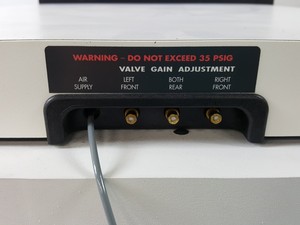 WARNING – DO NOT EXCEED 35 PSIG
VALVE GAIN ADJUSTMENT
AIR LEFT BOTH RIGHT
SUPPLY FRONT REAR FRONT